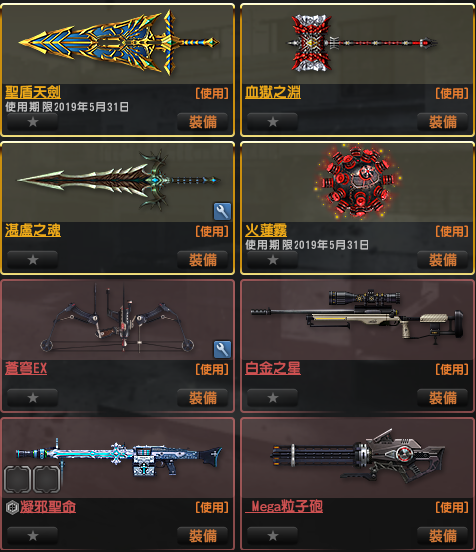 聖盾天劍 [使用]
使用期限2019年5月31日
裝備
血獄之淵 [使用]
裝備
湛盧之魂 [使用]
裝備
火蓮霧 [使用]
使用期限2019年5月31日
裝備
蒼穹EX [使用]
裝備
白金之星 [使用]
裝備
凝邪聖命 [使用]
裝備
_Mega粒子砲 [使用]
裝備